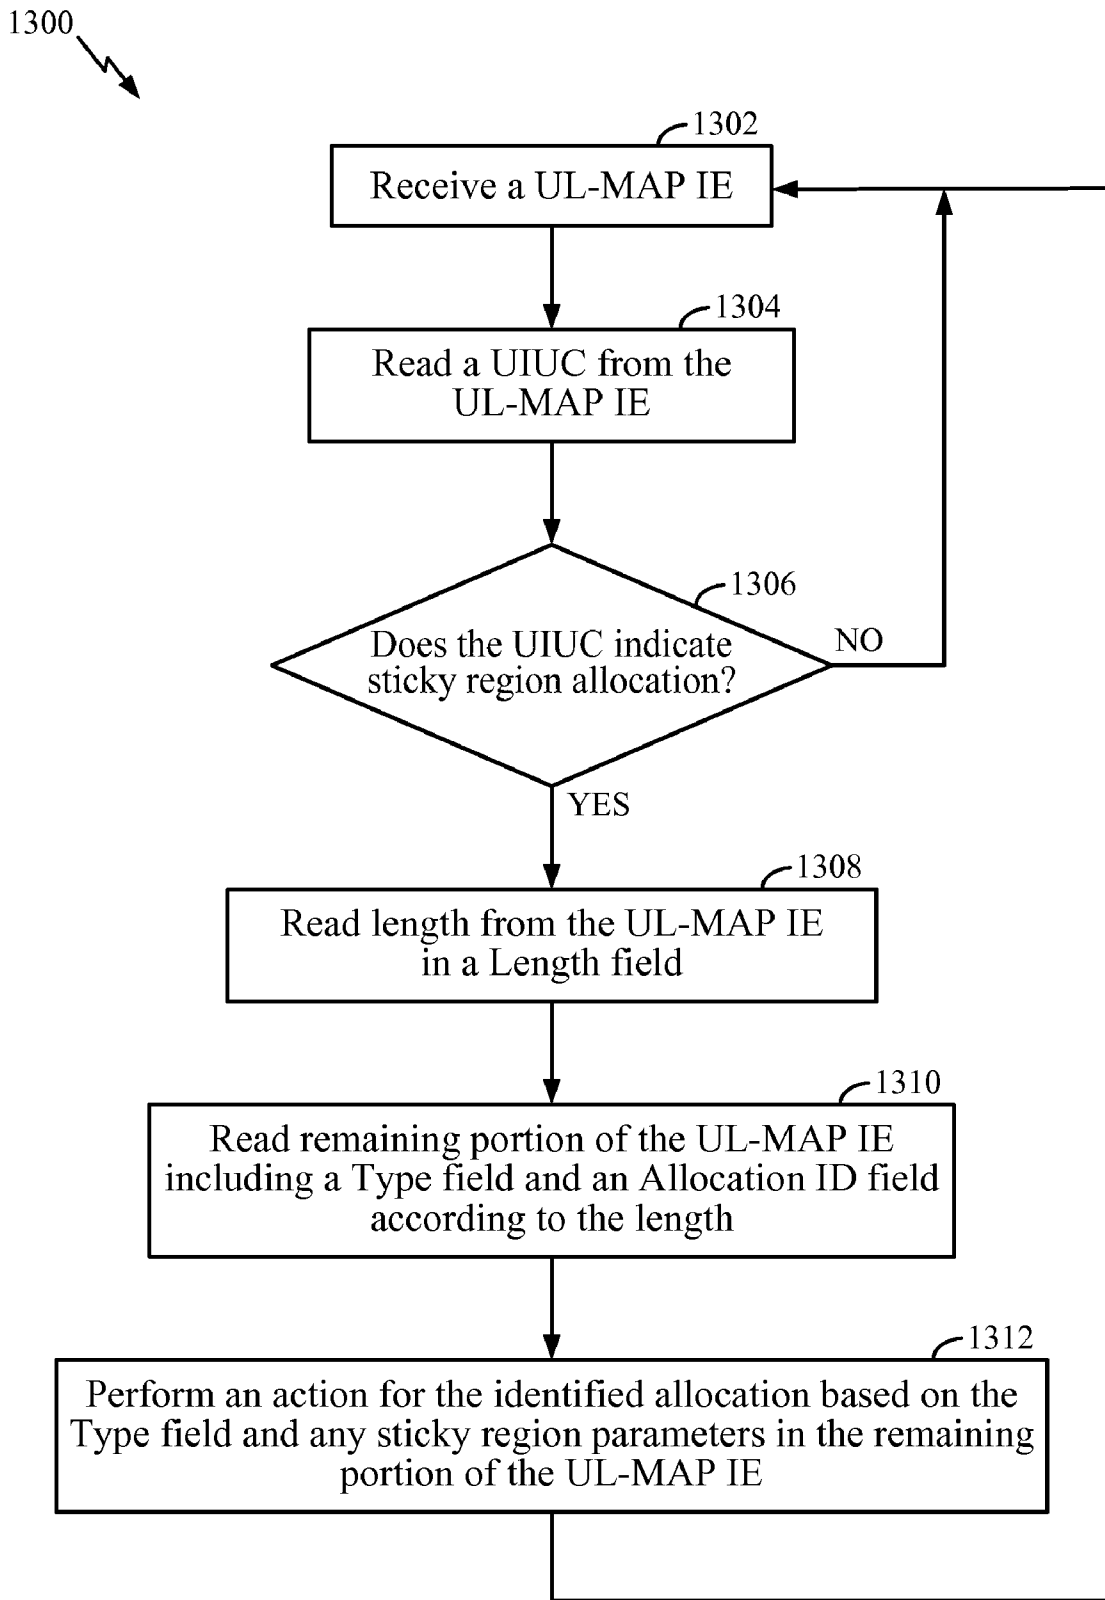 1300
1302
Receive a UL-MAP IE
1304
Read a UIUC from the
UL-MAP IE
1306
Does the UIUC indicate
sticky region allocation?
NO
YES
1308
Read length from the UL-MAP IE
in a Length field
1310
Read remaining portion of the UL-MAP IE
including a Type field and an Allocation ID field
according to the length
1312
Perform an action for the identified allocation based on the
Type field and any sticky region parameters in the remaining
portion of the UL-MAP IE